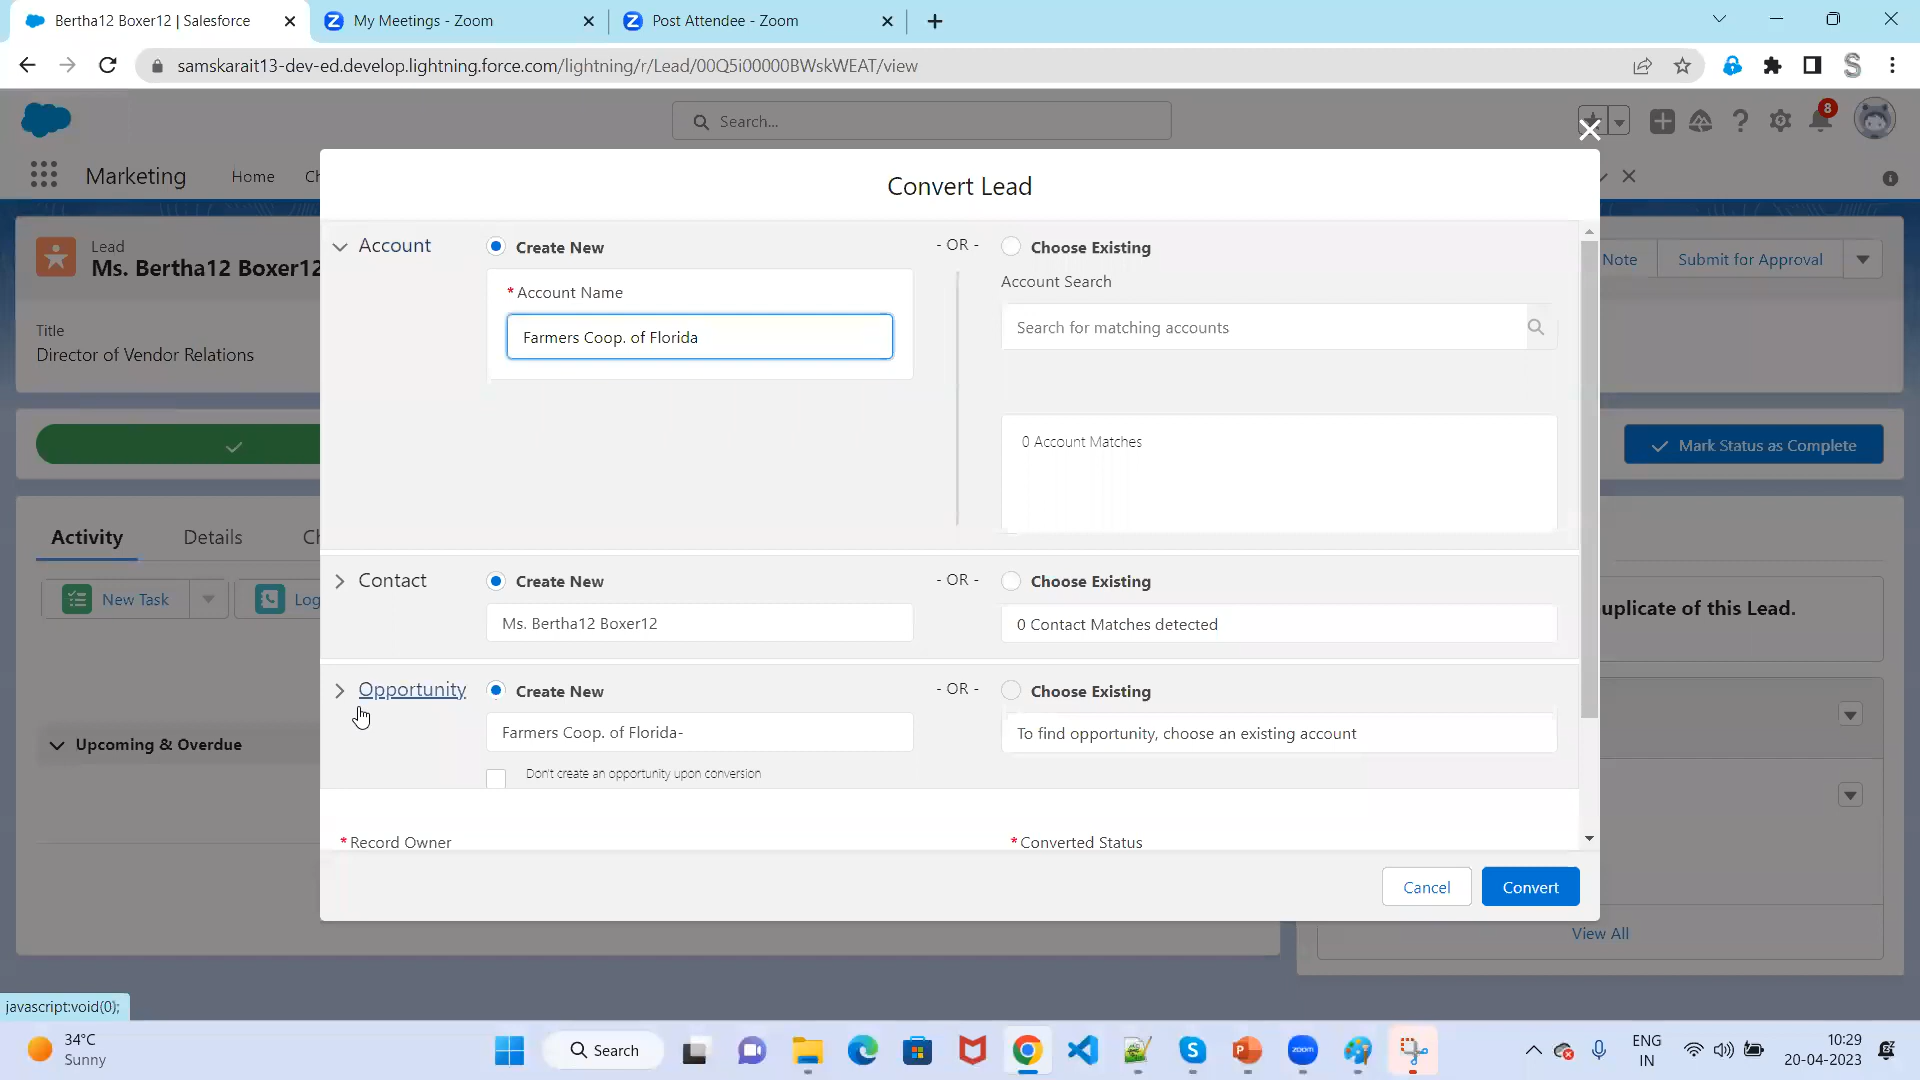 Bertha12 Boxer12 | Salesforce
My Meetings - Zoom
Post Attendee - Zoom
samskarait13-dev-ed.develop.lightning.force.com/lightning/r/Lead/00Q5i00000BWskWEAT/view
Search...
8
Marketing
Home
Ch
Convert Lead
Lead
Ms. Bertha12 Boxer12
Note
Submit for Approval
Title
Director of Vendor Relations
Account
Create New
- OR -
Choose Existing
* Account Name
Farmers Coop. of Florida
Account Search
Search for matching accounts
0 Account Matches
Mark Status as Complete
Activity
Details
Ch
New Task
Log
Contact
Create New
- OR -
Choose Existing
Ms. Bertha12 Boxer12
0 Contact Matches detected
uplicate of this Lead.
Opportunity
Create New
- OR -
Choose Existing
Farmers Coop. of Florida-
To find opportunity, choose an existing account
Don't create an opportunity upon conversion
Upcoming & Overdue
* Record Owner
* Converted Status
Cancel
Convert
View All
javascript:void(0);
34°C
Sunny
Search
zoom
ENG
IN
10:29
20-04-2023